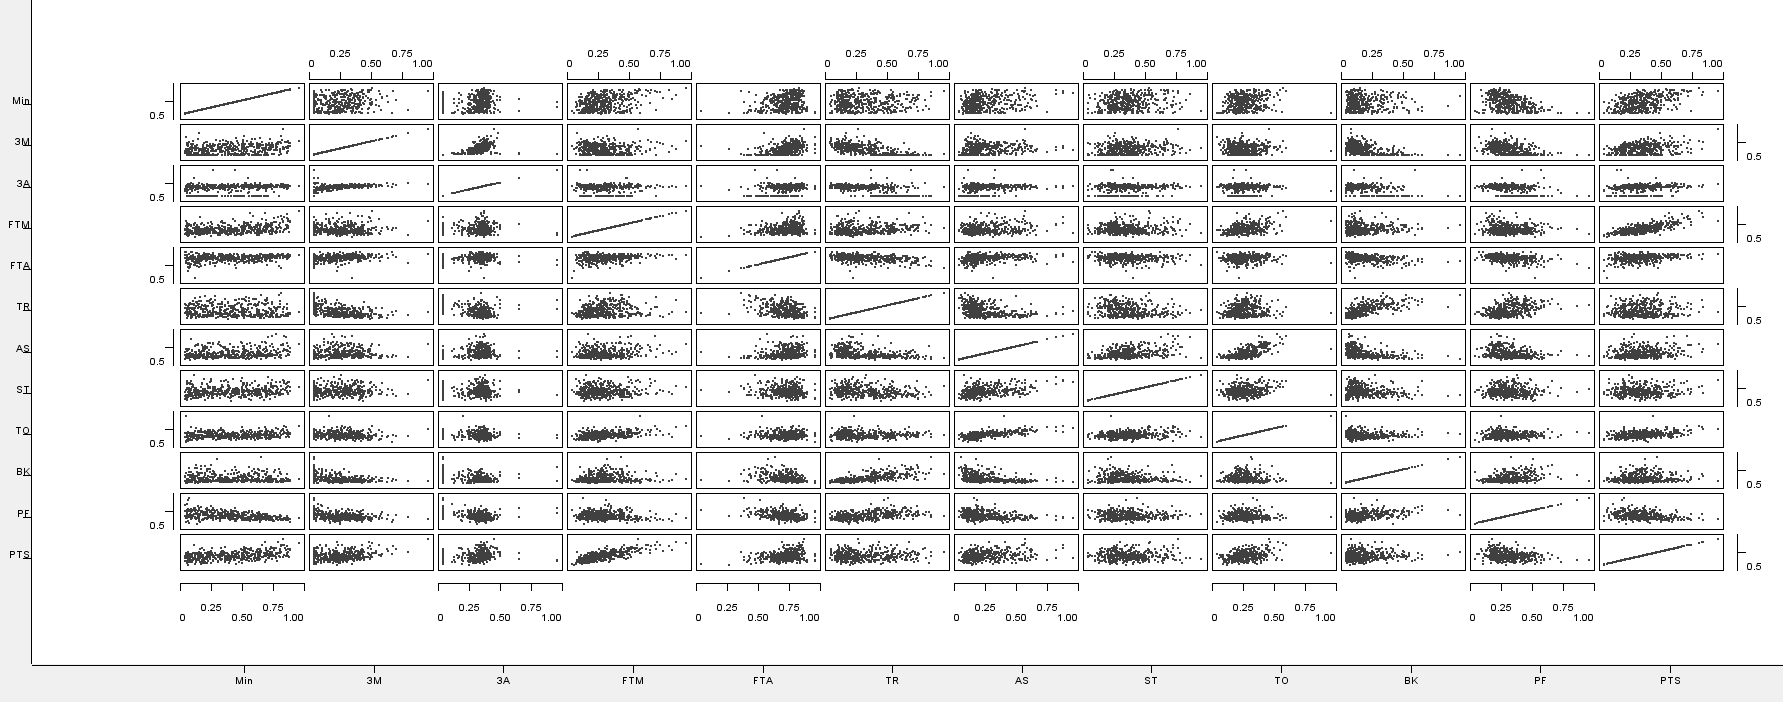 0.25 0.75 0.25 0.75 0.25 0.75 0.25 0.75 0.25 0.75 0.25 0.75
0 0.50 1.00 0 0.50 1.00 0 0.50 1.00 0 0.50 1.00 0 0.50 1.00 0 0.50 1.00
Min 0.5
3M 0.5
3A 0.5
FTM 0.5
FTA 0.5
TR 0.5
AS 0.5
ST 0.5
TO 0.5
BK 0.5
PF 0.5
PTS 0.5
0.25 0.75 0.25 0.75 0.25 0.75 0.25 0.75 0.25 0.75 0.25 0.75
0 0.50 1.00 0 0.50 1.00 0 0.50 1.00 0 0.50 1.00 0 0.50 1.00 0 0.50 1.00
Min 3M 3A FTM FTA TR AS ST TO BK PF PTS